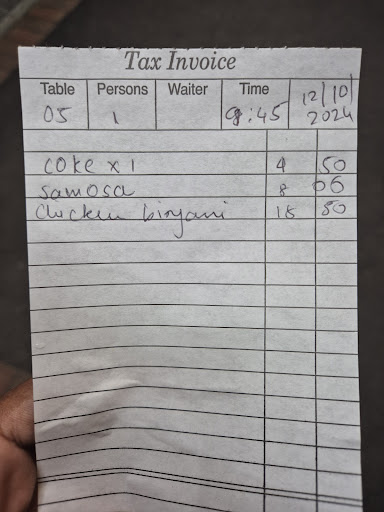 Tax Invoice
Table Persons Waiter Time 12/10/
05 1 9:45 2024
coke x 1 4 50
Samosa 8 00
chicken biryani 18 50